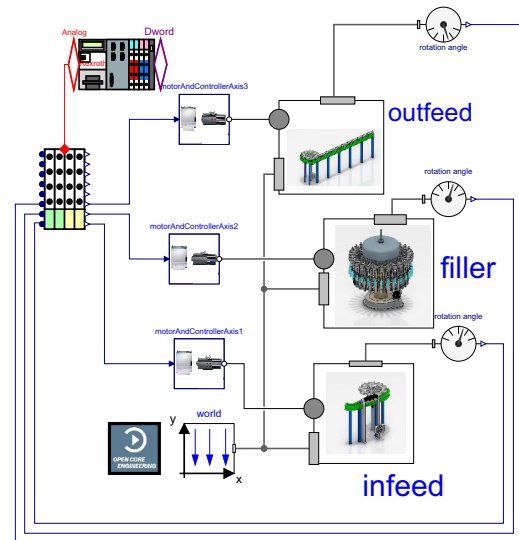 Analog
Dword
rotation angle
Rexroth
motorAndControllerAxis3
outfeed
rotation angle
motorAndControllerAxis2
filler
rotation angle
motorAndControllerAxis1
world
y
x
OPEN CORE
ENGINEERING
infeed